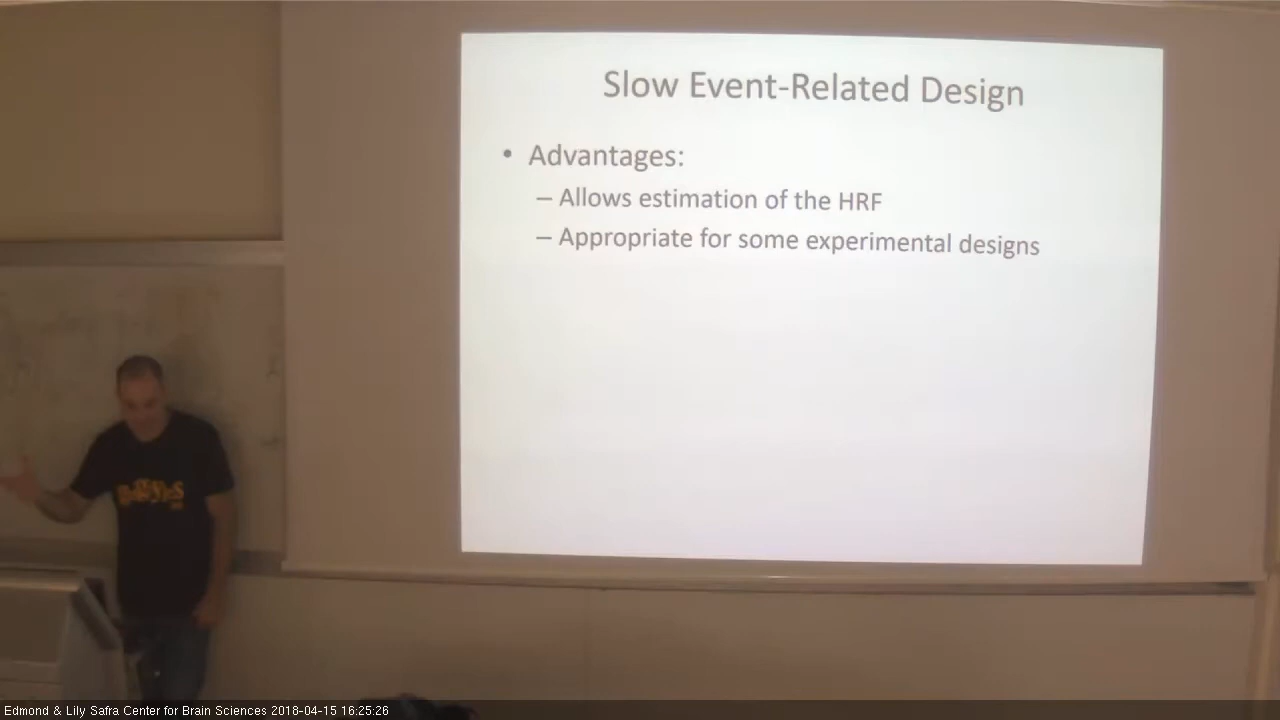 Slow Event-Related Design
• Advantages:
– Allows estimation of the HRF
– Appropriate for some experimental designs
Edmond & Lily Safra Center for Brain Sciences 2018-04-15 16:25:26